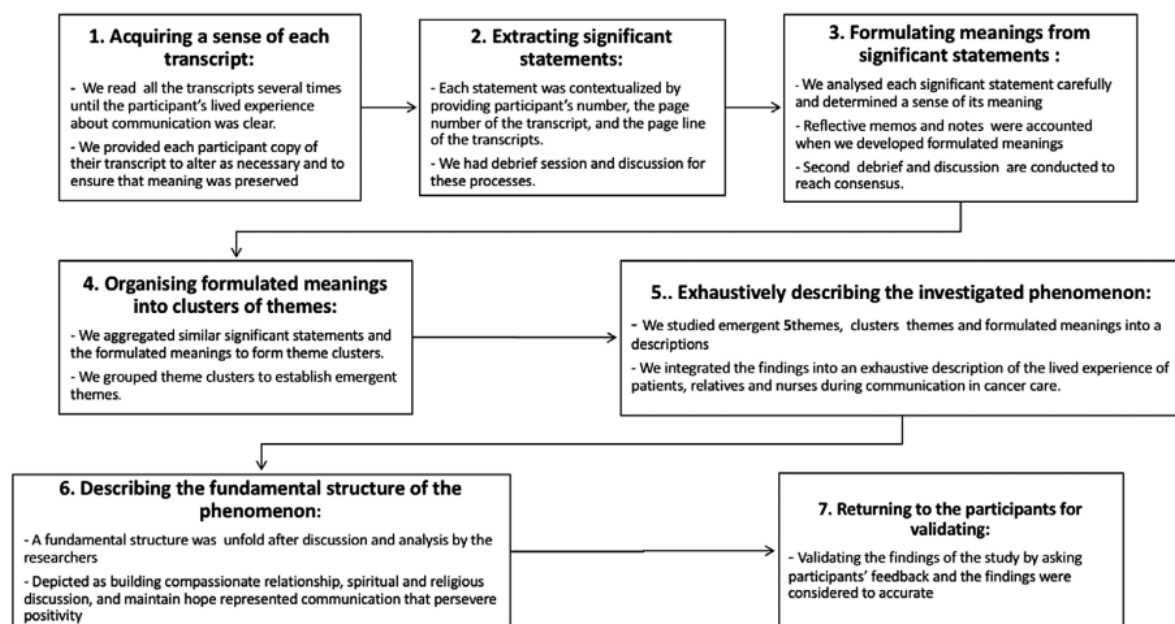 1. Acquiring a sense of each
transcript:
- We read all the transcripts several times
until the participant's lived experience
about communication was clear.
- We provided each participant copy of
their transcript to alter as necessary and to
ensure that meaning was preserved
2. Extracting significant
statements:
- Each statement was contextualized by
providing participant's number, the page
number of the transcript, and the page line
of the transcripts.
- We had debrief session and discussion for
these processes.
3. Formulating meanings from
significant statements :
- We analysed each significant statement carefully
and determined a sense of its meaning
- Reflective memos and notes were accounted
when we developed formulated meanings
- Second debrief and discussion are conducted to
reach consensus.
4. Organising formulated meanings
into clusters of themes:
- We aggregated similar significant statements and
the formulated meanings to form theme clusters.
- We grouped theme clusters to establish emergent
themes.
5.. Exhaustively describing the investigated phenomenon:
- We studied emergent 5themes, clusters themes and formulated meanings into a
descriptions
- We integrated the findings into an exhaustive description of the lived experience of
patients, relatives and nurses during communication in cancer care.
6. Describing the fundamental structure of the
phenomenon:
- A fundamental structure was unfold after discussion and analysis by the
researchers
- Depicted as building compassionate relationship, spiritual and religious
discussion, and maintain hope represented communication that persevere
positivity
7. Returning to the participants for
validating:
- Validating the findings of the study by asking
participants' feedback and the findings were
considered to accurate